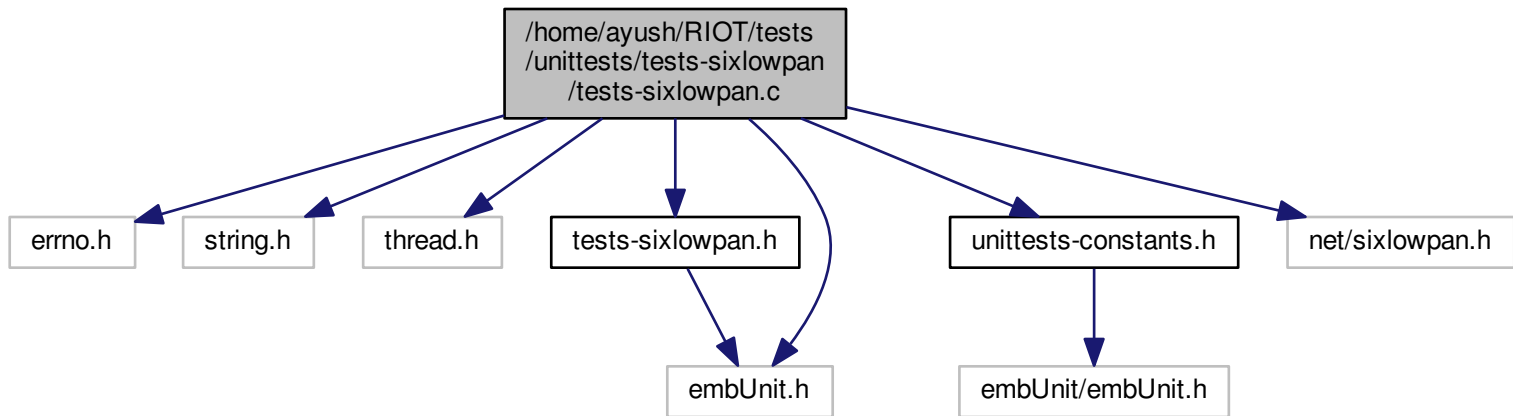 /home/ayush/RIOT/tests
/unittests/tests-sixlowpan
/tests-sixlowpan.c
errno.h
string.h
thread.h
tests-sixlowpan.h
unittests-constants.h
net/sixlowpan.h
embUnit.h
embUnit/embUnit.h